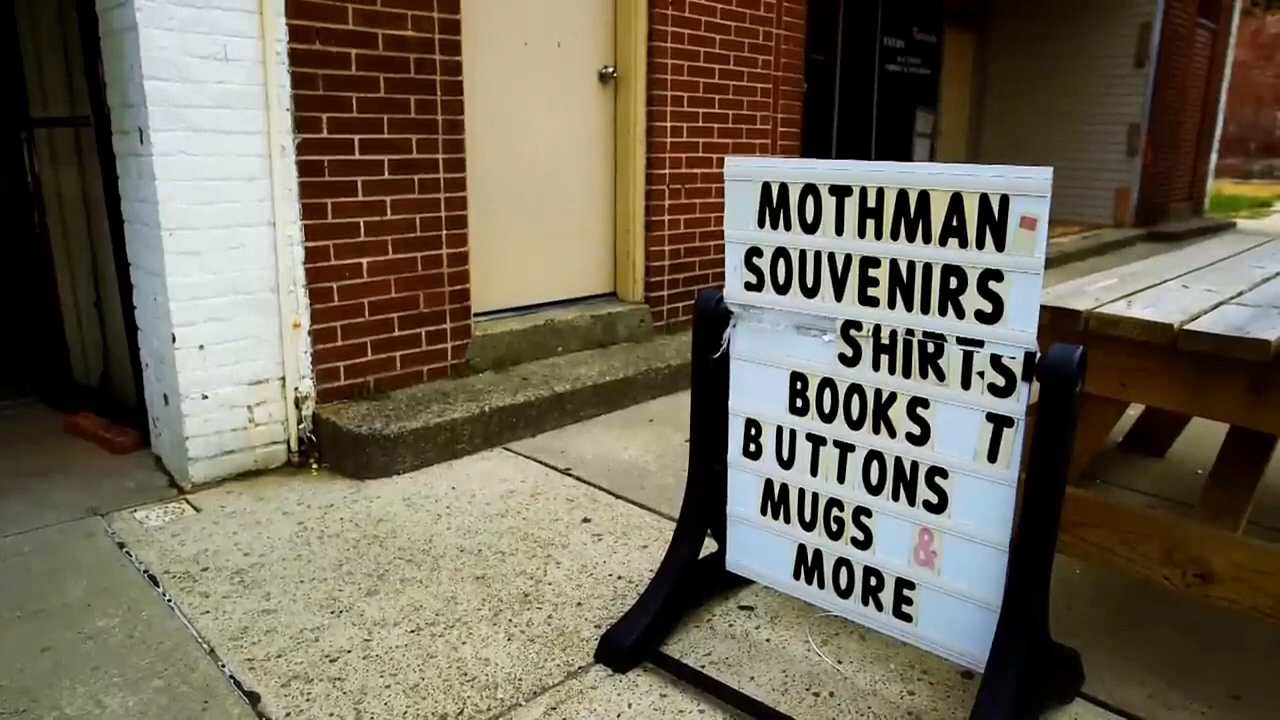 MOTHMAN
SOUVENIRS
SHIRTS
BOOKS T
BUTTONS
MUGS &
MORE